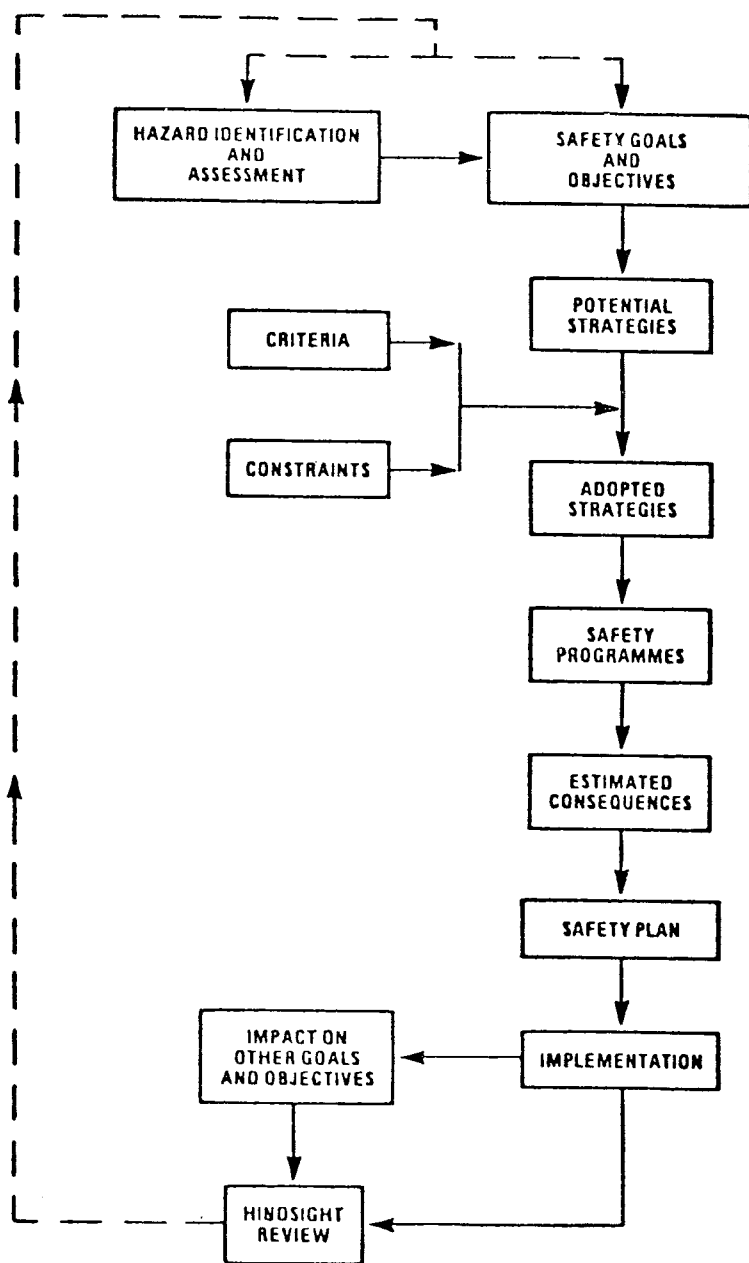 HAZARD IDENTIFICATION
AND
ASSESSMENT
SAFETY GOALS
AND
OBJECTIVES
POTENTIAL
STRATEGIES
CRITERIA
CONSTRAINTS
ADOPTED
STRATEGIES
SAFETY
PROGRAMMES
ESTIMATED
CONSEQUENCES
SAFETY PLAN
IMPACT ON
OTHER GOALS
AND OBJECTIVES
IMPLEMENTATION
HINDSIGHT
REVIEW